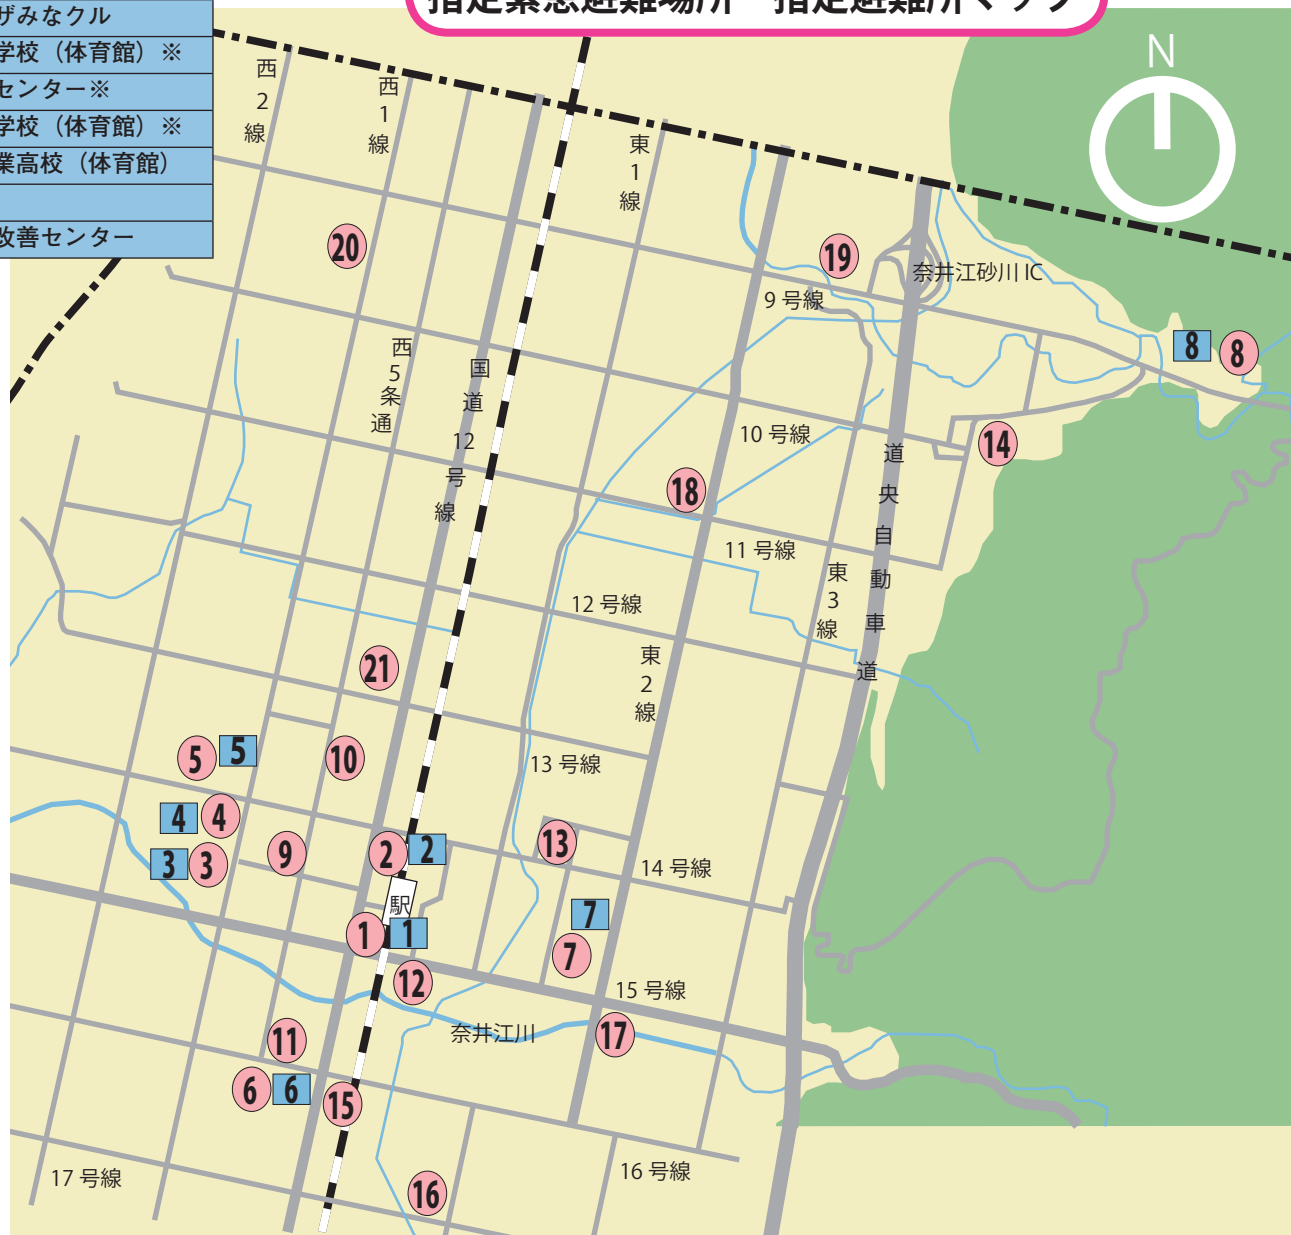 指定緊急避難場所・指定避難所マップ
ザみなクル
学校（体育館）※
センター※
学校（体育館）※
業高校（体育館）
改善センター
N
西2線
西1線
東1線
20
19
奈井江砂川IC
9号線
8
8
西5条通
国道12号線
10号線
14
道央自動車道
18
11号線
12号線
東3線
東2線
21
5
5
10
13号線
4
4
3
3
9
2
2
13
14号線
駅
7
1
1
7
12
15号線
奈井江川
17
11
6
6
15
17号線
16
16号線